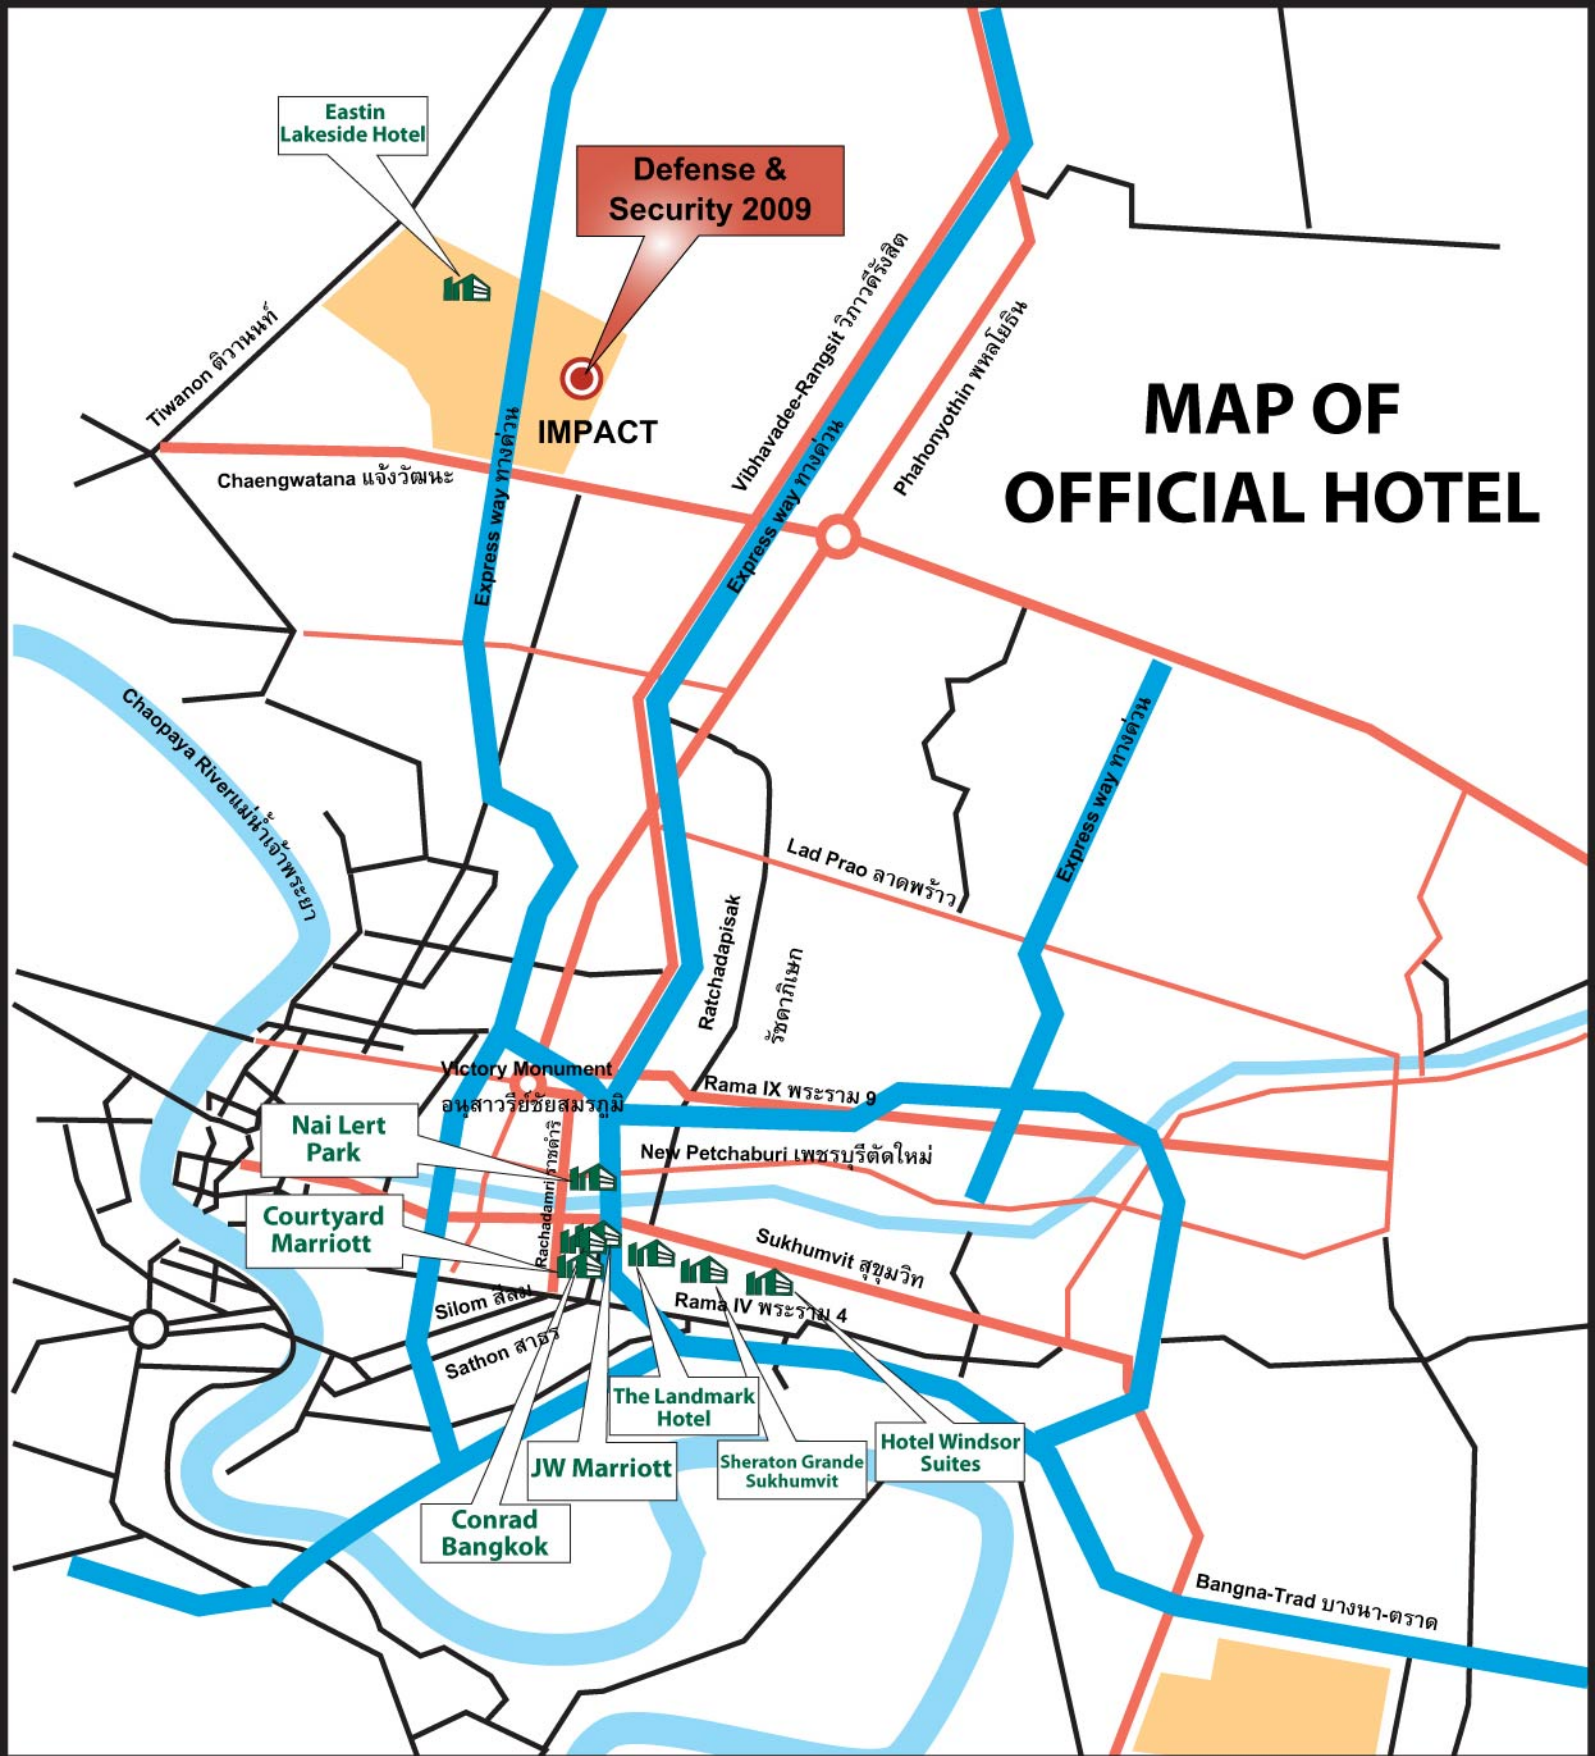 Eastin
Lakeside Hotel
Defense &
Security 2009
Tiwanon ติวานนท์
IMPACT
Chaengwatana แจ้งวัฒนะ
Express way ทางด่วน
Vibhavadee-Rangsit วิภาวดีรังสิต
Express way ทางด่วน
Phahonyothin พหลโยธิน
MAP OF
OFFICIAL HOTEL
Chaopaya Riverแม่น้ำเจ้าพระยา
Express way ทางด่วน
Lad Prao ลาดพร้าว
Ratchadapisak
รัชดาภิเษก
Victory Monument
อนุสาวรีย์ชัยสมรภูมิ
Rama IX พระราม 9
Nai Lert
Park
New Petchaburi เพชรบุรีตัดใหม่
Rachadamri ราชดำริ
Courtyard
Marriott
Sukhumvit สุขุมวิท
Silom สีลม
Rama IV พระราม 4
Sathon สาธร
The Landmark
Hotel
JW Marriott
Sheraton Grande
Sukhumvit
Hotel Windsor
Suites
Conrad
Bangkok
Bangna-Trad บางนา-ตราด